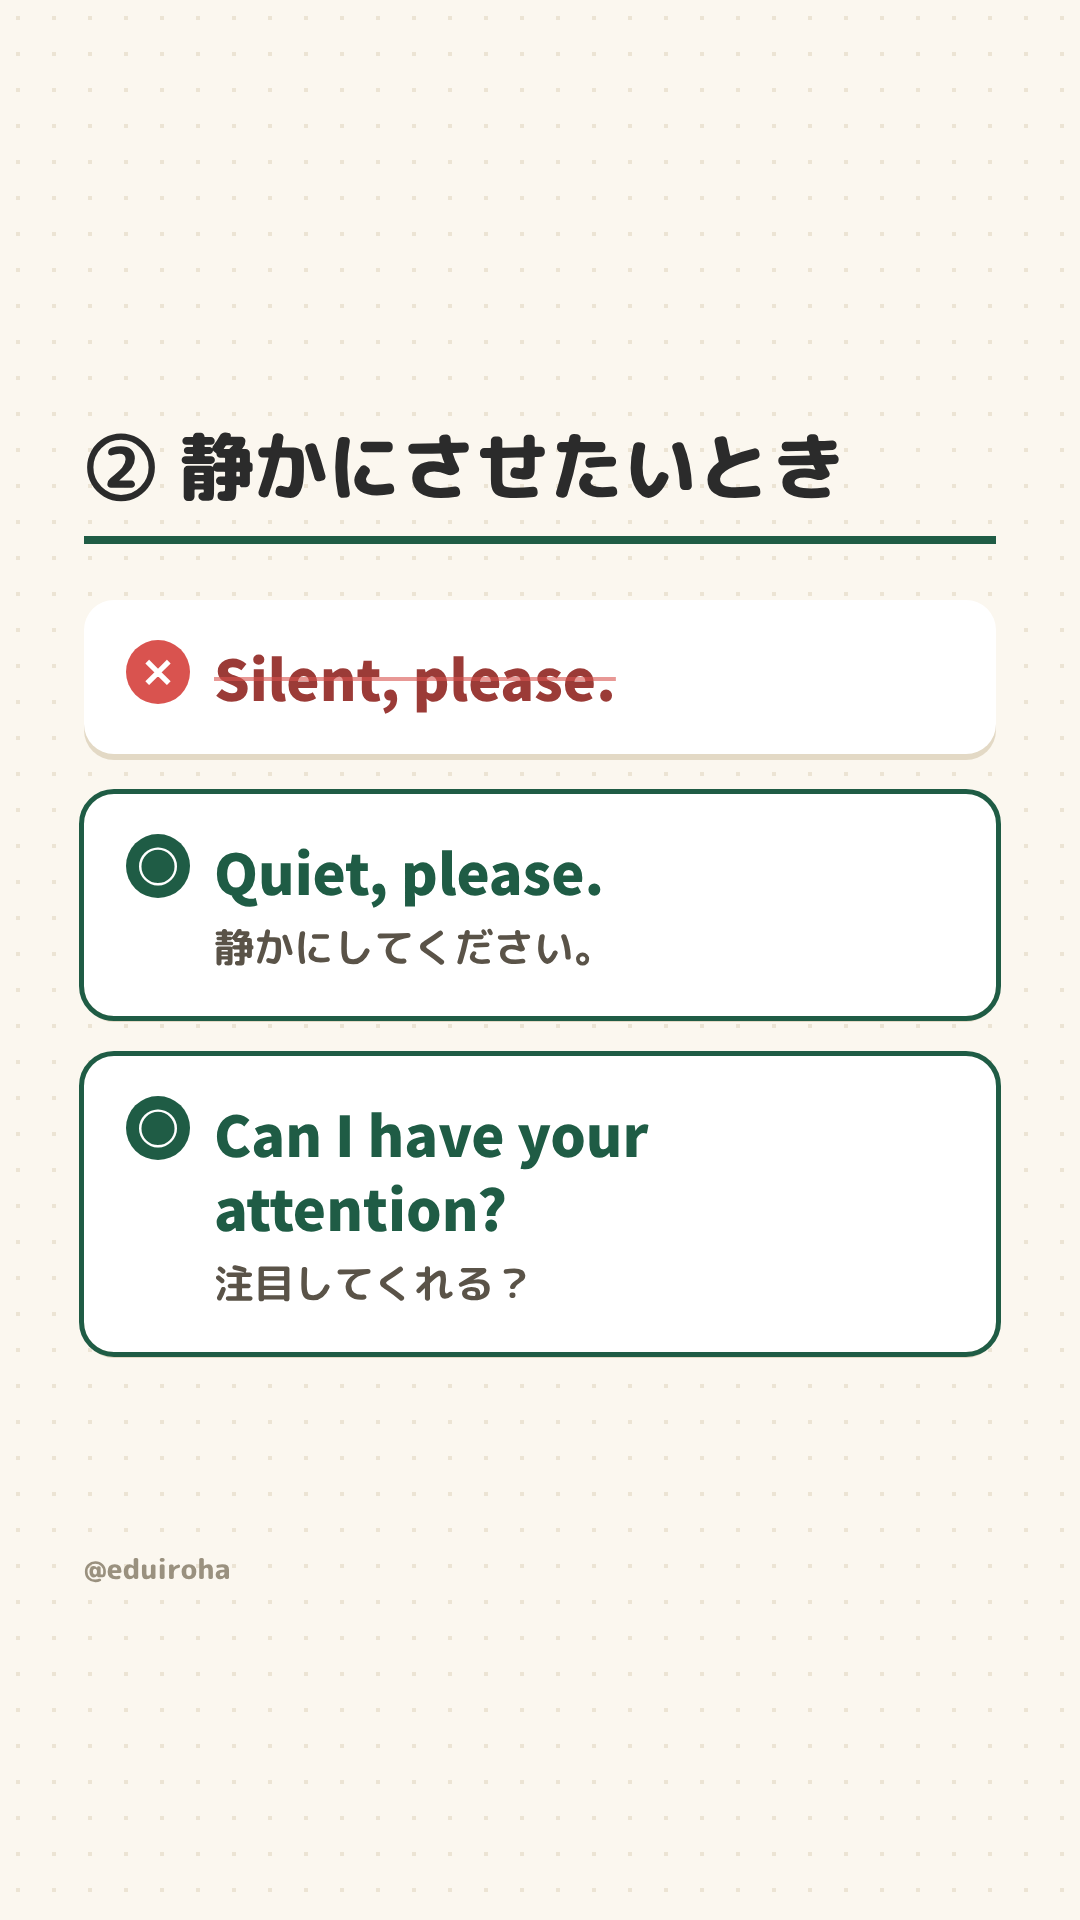 ② 静かにさせたいとき
✕ Silent, please.
◯ Quiet, please.
静かにしてください。
◯ Can I have your
attention?
注目してくれる？
@eduiroha